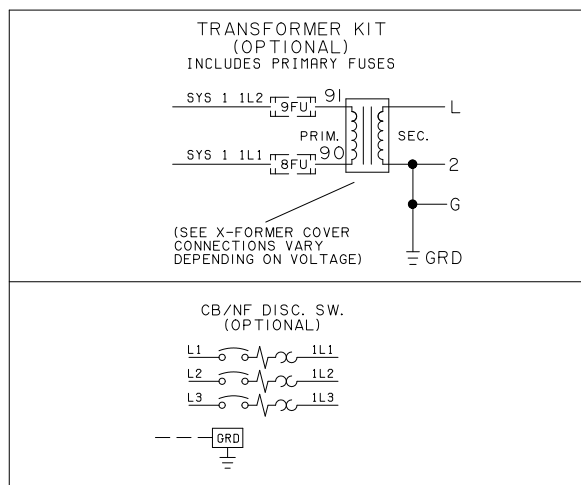 TRANSFORMER KIT
(OPTIONAL)
INCLUDES PRIMARY FUSES
SYS 1 1L2 9FU 91 L
PRIM. SEC.
SYS 1 1L1 8FU 90 2
G
(SEE X-FORMER COVER
CONNECTIONS VARY
DEPENDING ON VOLTAGE)
GRD
CB/NF DISC. SW.
(OPTIONAL)
L1 1L1
L2 1L2
L3 1L3
GRD